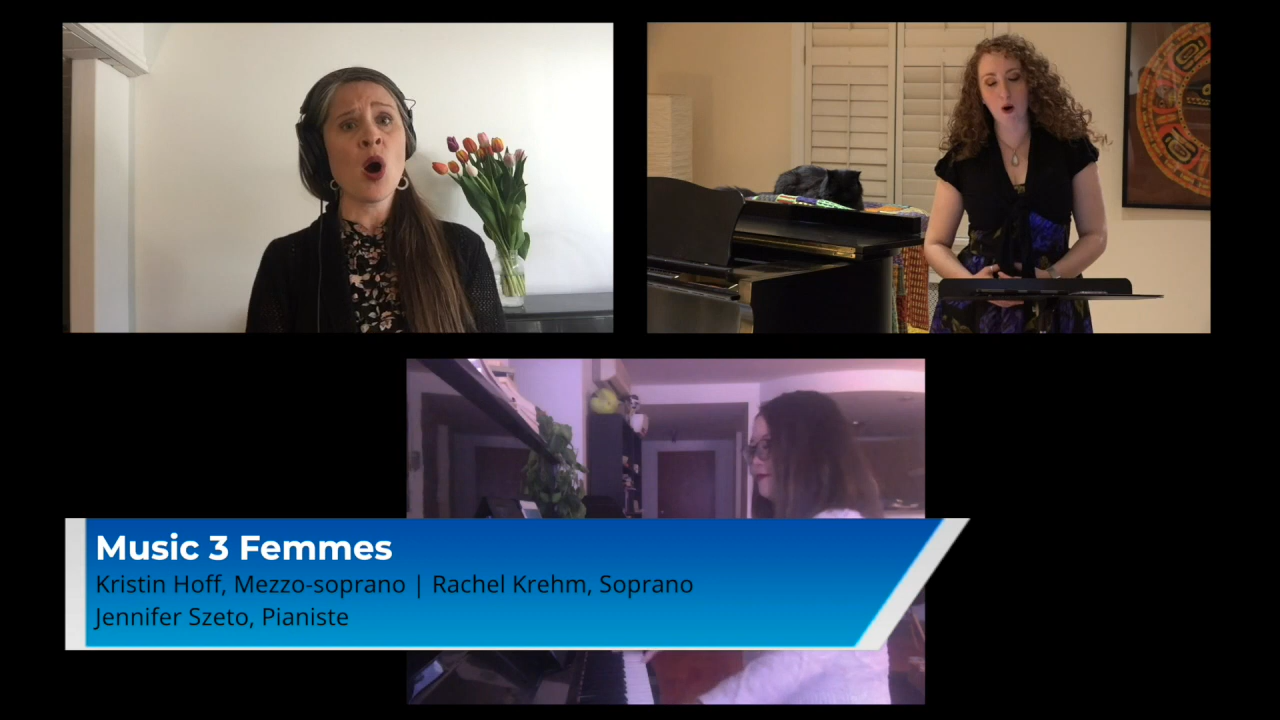 Music 3 Femmes
Kristin Hoff, Mezzo-soprano | Rachel Krehm, Soprano
Jennifer Szeto, Pianiste